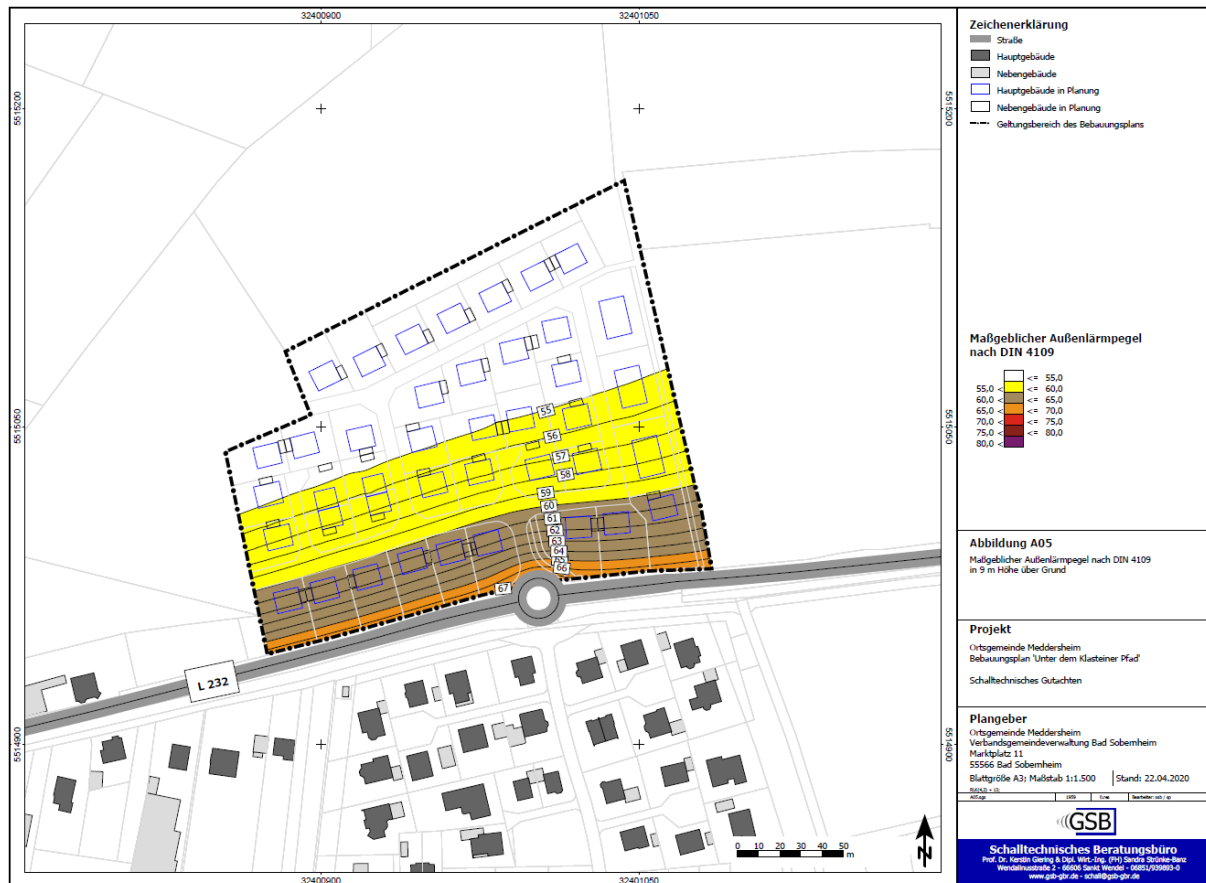 32400900
32401050
5515200
5515200
5515050
5515050
5514900
5514900
55
56
57
58
59
60
61
62
63
64
66
67
L 232
0 10 20 30 40 50
m
N
32400900
32401050
Zeichenerklärung
Straße
Hauptgebäude
Nebengebäude
Hauptgebäude in Planung
Nebengebäude in Planung
Geltungsbereich des Bebauungsplans
Maßgeblicher Außenlärmpegel
nach DIN 4109
<= 55,0
55,0 < <= 60,0
60,0 < <= 65,0
65,0 < <= 70,0
70,0 < <= 75,0
75,0 < <= 80,0
80,0 <
Abbildung A05
Maßgeblicher Außenlärmpegel nach DIN 4109
in 9 m Höhe über Grund
Projekt
Ortsgemeinde Meddersheim
Bebauungsplan 'Unter dem Klasteiner Pfad'
Schalltechnisches Gutachten
Plangeber
Ortsgemeinde Meddersheim
Verbandsgemeindeverwaltung Bad Sobernheim
Marktplatz 11
55566 Bad Sobernheim
Blattgröße A3; Maßstab 1:1.500 Stand: 22.04.2020
GSB
Schalltechnisches Beratungsbüro
Prof. Dr. Kerstin Giering & Dipl. Wirt.-Ing. (FH) Sandra Strünke-Banz
Wendalinusstraße 2 - 66606 Sankt Wendel - 06851/939893-0
www.gsb-gbr.de - schall@gsb-gbr.de